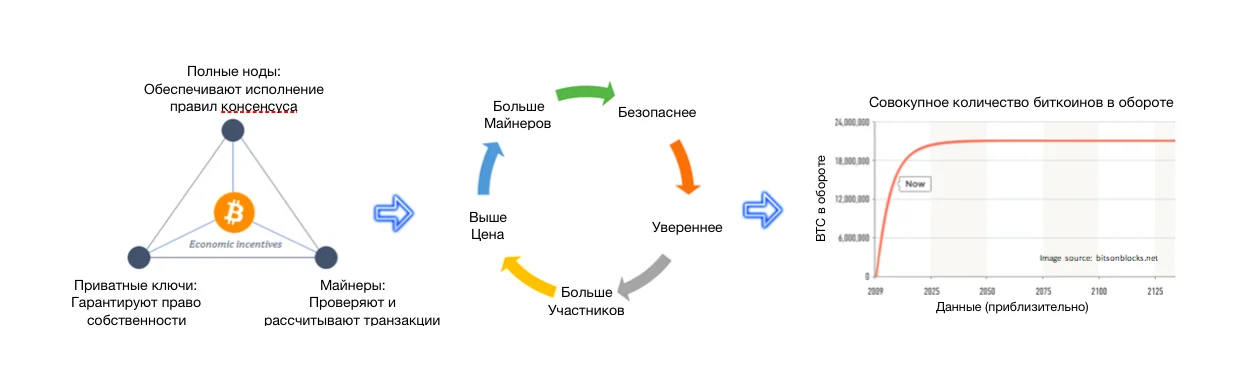 Полные ноды:
Обеспечивают исполнение
правил консенсуса
Economic incentives
Приватные ключи:
Гарантируют право
собственности
Майнеры:
Проверяют и
рассчитывают транзакции
Больше
Майнеров
Безопаснее
Увереннее
Больше
Участников
Выше
Цена
Совокупное количество биткоинов в обороте
BTC в обороте
24,000,000
18,000,000
12,000,000
6,000,000
0
Now
Image source: bitsonblocks.net
2009 2025 2050 2075 2100 2125
Данные (приблизительно)